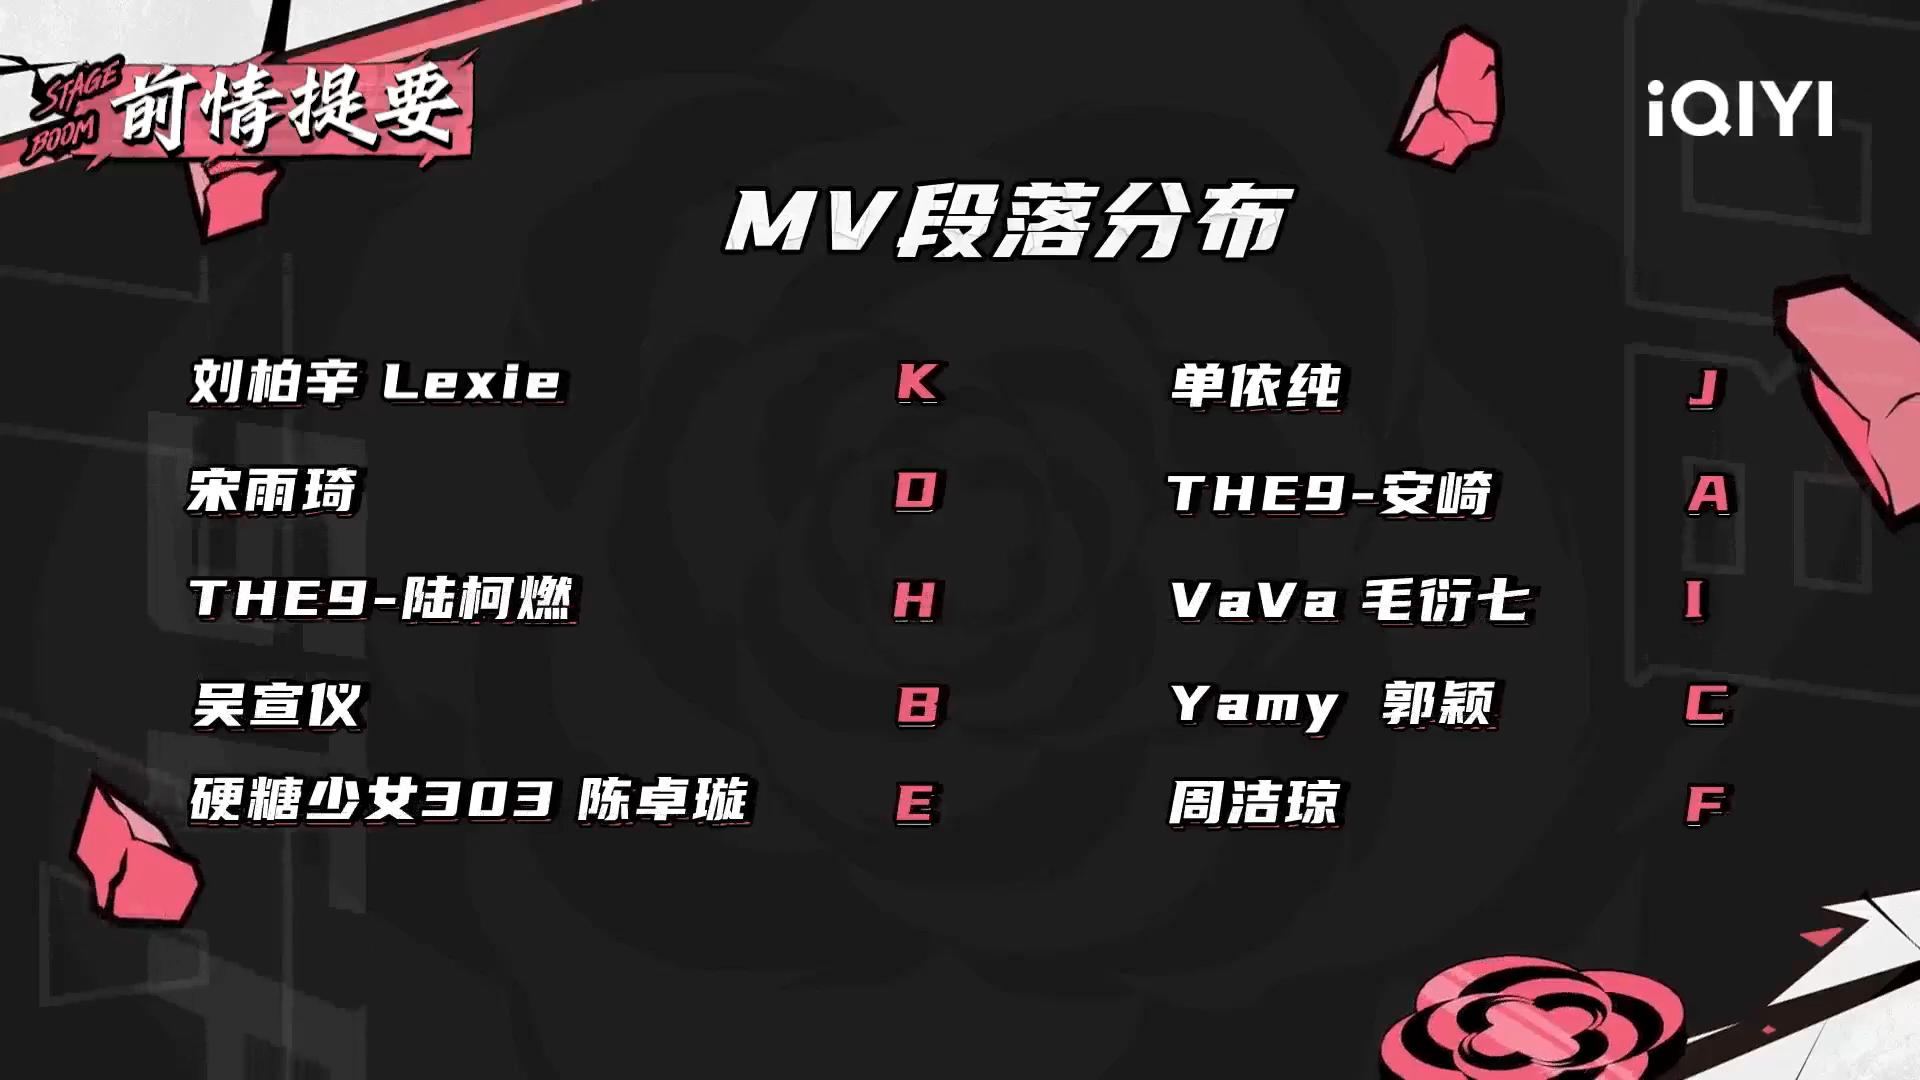 STAGE
BOOM
前情提要
iQIYI
MV段落分布
刘柏辛 Lexie K
单依纯 J
宋雨琦 D
THE9-安崎 A
THE9-陆柯燃 H
VaVa 毛衍七 I
吴宣仪 B
Yamy 郭颖 C
硬糖少女303 陈卓璇 E
周洁琼 F